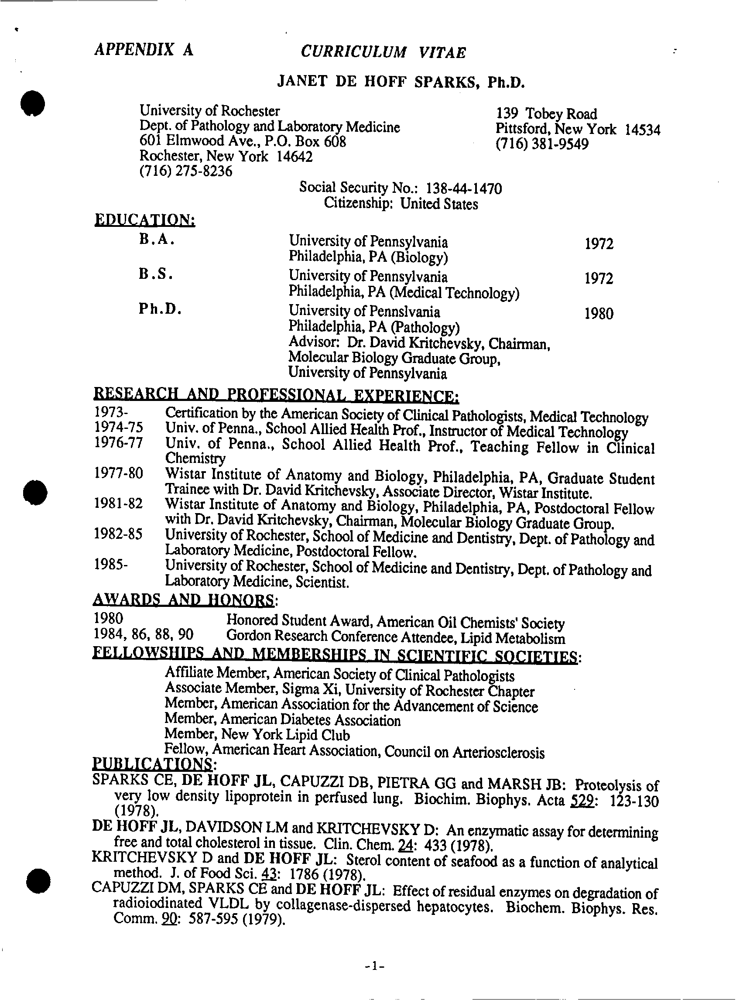 APPENDIX A CURRICULUM VITAE
JANET DE HOFF SPARKS, Ph.D.
University of Rochester 139 Tobey Road
Dept. of Pathology and Laboratory Medicine Pittsford, New York 14534
601 Elmwood Ave., P.O. Box 608 (716) 381-9549
Rochester, New York 14642
(716) 275-8236
Social Security No.: 138-44-1470
Citizenship: United States
EDUCATION:
B.A. University of Pennsylvania 1972
Philadelphia, PA (Biology)
B.S. University of Pennsylvania 1972
Philadelphia, PA (Medical Technology)
Ph.D. University of Pennslvania 1980
Philadelphia, PA (Pathology)
Advisor: Dr. David Kritchevsky, Chairman,
Molecular Biology Graduate Group,
University of Pennsylvania
RESEARCH AND PROFESSIONAL EXPERIENCE:
1973- Certification by the American Society of Clinical Pathologists, Medical Technology
1974-75 Univ. of Penna., School Allied Health Prof., Instructor of Medical Technology
1976-77 Univ. of Penna., School Allied Health Prof., Teaching Fellow in Clinical
Chemistry
1977-80 Wistar Institute of Anatomy and Biology, Philadelphia, PA, Graduate Student
Trainee with Dr. David Kritchevsky, Associate Director, Wistar Institute.
1981-82 Wistar Institute of Anatomy and Biology, Philadelphia, PA, Postdoctoral Fellow
with Dr. David Kritchevsky, Chairman, Molecular Biology Graduate Group.
1982-85 University of Rochester, School of Medicine and Dentistry, Dept. of Pathology and
Laboratory Medicine, Postdoctoral Fellow.
1985- University of Rochester, School of Medicine and Dentistry, Dept. of Pathology and
Laboratory Medicine, Scientist.
AWARDS AND HONORS:
1980 Honored Student Award, American Oil Chemists' Society
1984, 86, 88, 90 Gordon Research Conference Attendee, Lipid Metabolism
FELLOWSHIPS AND MEMBERSHIPS IN SCIENTIFIC SOCIETIES:
Affiliate Member, American Society of Clinical Pathologists
Associate Member, Sigma Xi, University of Rochester Chapter
Member, American Association for the Advancement of Science
Member, American Diabetes Association
Member, New York Lipid Club
Fellow, American Heart Association, Council on Arteriosclerosis
PUBLICATIONS:
SPARKS CE, DE HOFF JL, CAPUZZI DB, PIETRA GG and MARSH JB: Proteolysis of
very low density lipoprotein in perfused lung. Biochim. Biophys. Acta 529: 123-130
(1978).
DE HOFF JL, DAVIDSON LM and KRITCHEVSKY D: An enzymatic assay for determining
free and total cholesterol in tissue. Clin. Chem. 24: 433 (1978).
KRITCHEVSKY D and DE HOFF JL: Sterol content of seafood as a function of analytical
method. J. of Food Sci. 43: 1786 (1978).
CAPUZZI DM, SPARKS CE and DE HOFF JL: Effect of residual enzymes on degradation of
radioiodinated VLDL by collagenase-dispersed hepatocytes. Biochem. Biophys. Res.
Comm. 90: 587-595 (1979).
-1-